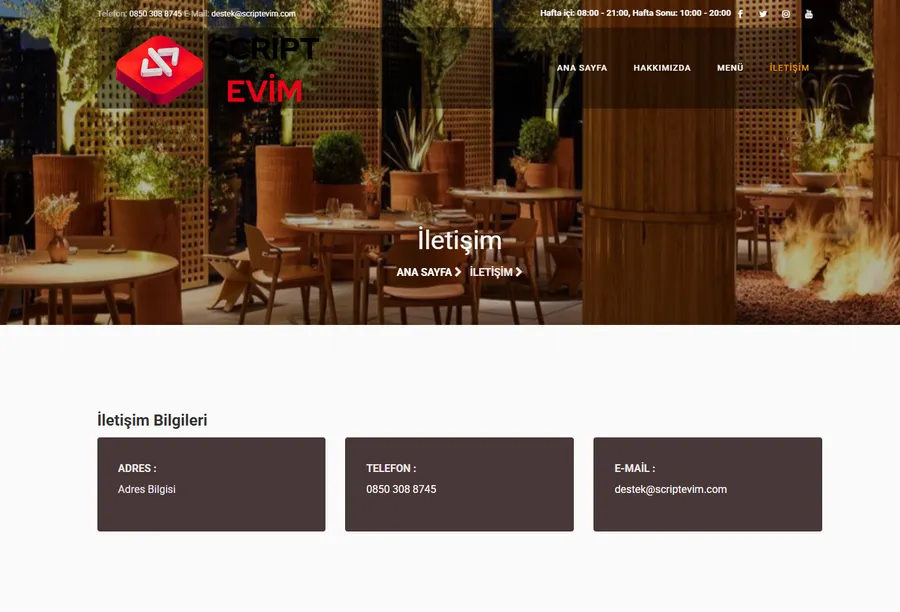 Telefon: 0850 308 8745 E-Mail: destek@scriptevim.com
Hafta içi: 08:00 - 21:00, Hafta Sonu: 10:00 - 20:00
SCRİPT
EVİM
ANA SAYFA HAKKIMIZDA MENÜ İLETİŞİM
İletişim
ANA SAYFA İLETİŞİM
İletişim Bilgileri
ADRES :
Adres Bilgisi
TELEFON :
0850 308 8745
E-MAİL :
destek@scriptevim.com